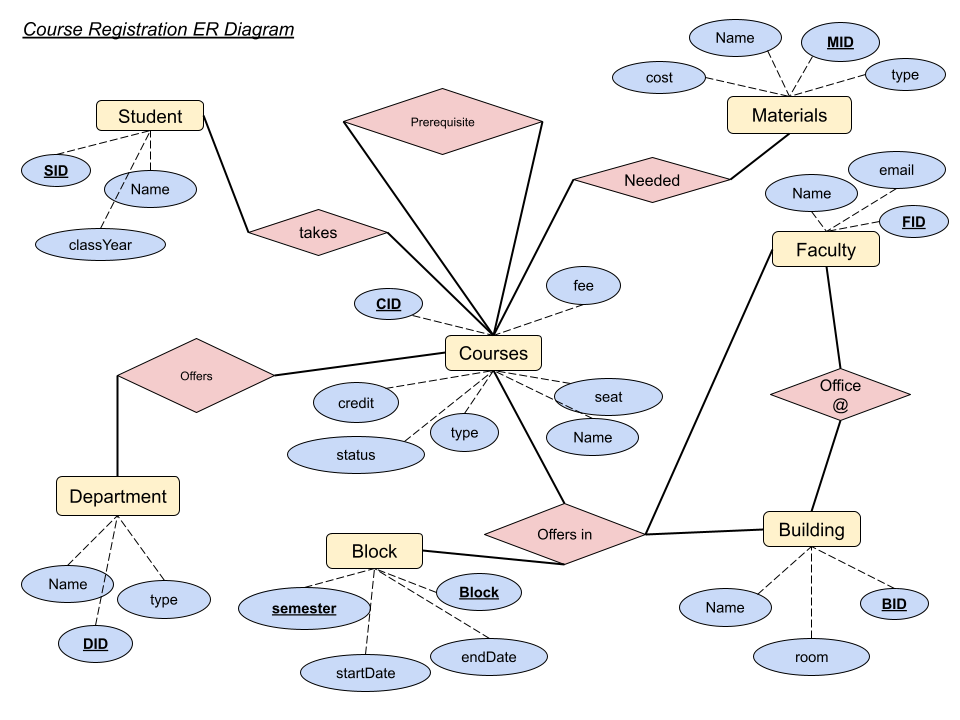 Course Registration ER Diagram
Name
MID
cost
type
Materials
Student
Prerequisite
SID
Name
classYear
takes
Needed
Name
email
FID
Faculty
CID
fee
Courses
Offers
credit
seat
type
Name
status
Office
@
Department
Name
type
DID
Offers in
Building
Block
semester
Block
startDate
endDate
Name
BID
room